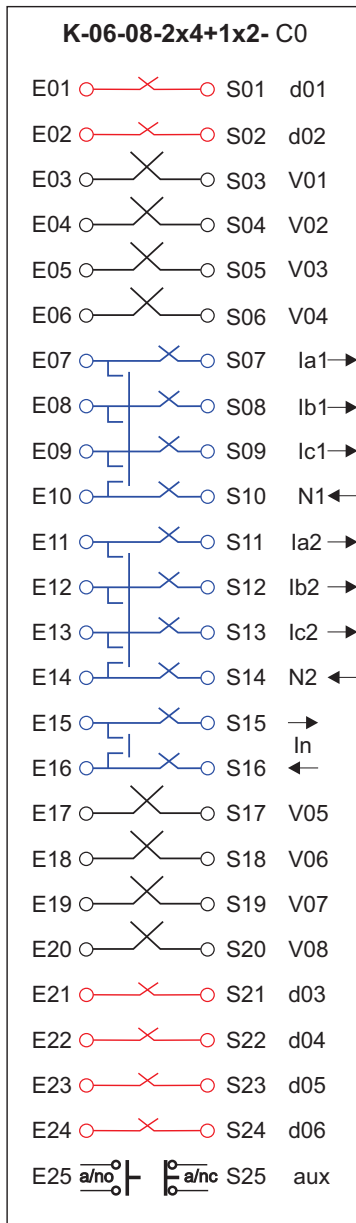 K-06-08-2x4+1x2- C0
E01 S01 d01
E02 S02 d02
E03 S03 V01
E04 S04 V02
E05 S05 V03
E06 S06 V04
E07 S07 Ia1
E08 S08 Ib1
E09 S09 Ic1
E10 S10 N1
E11 S11 Ia2
E12 S12 Ib2
E13 S13 Ic2
E14 S14 N2
E15 S15
In
E16 S16
E17 S17 V05
E18 S18 V06
E19 S19 V07
E20 S20 V08
E21 S21 d03
E22 S22 d04
E23 S23 d05
E24 S24 d06
E25 a/no a/nc S25 aux